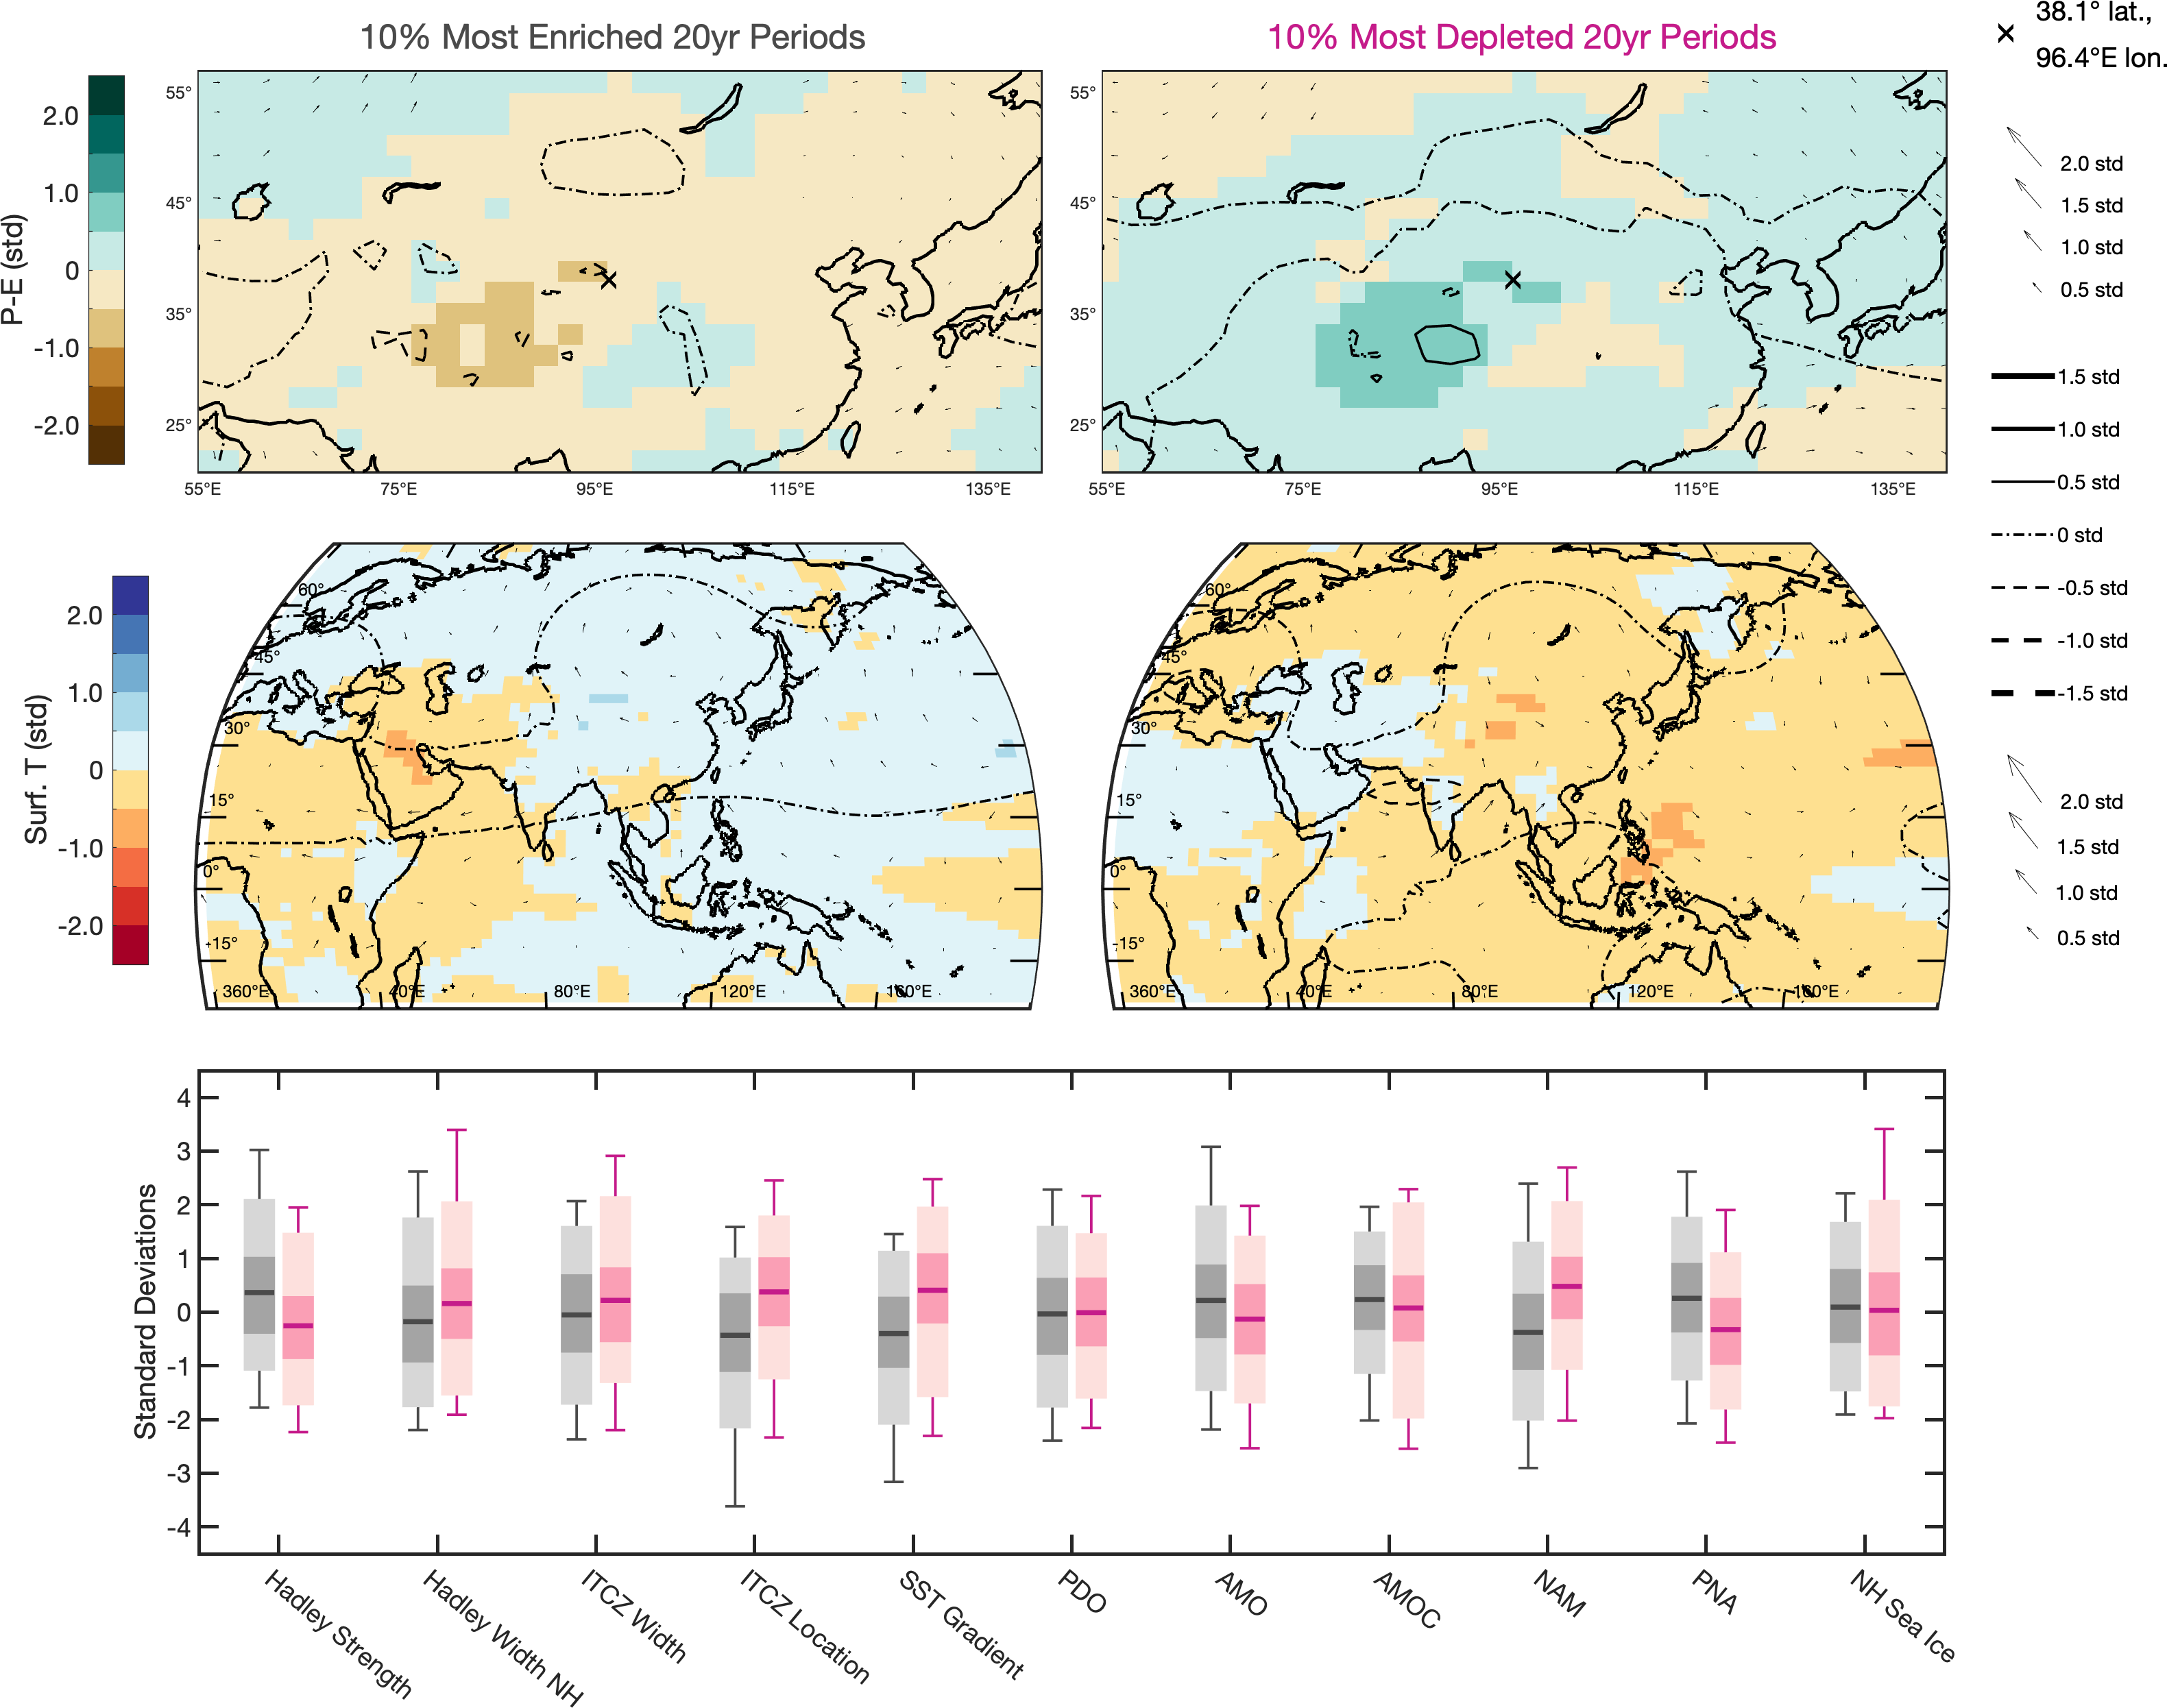 10% Most Enriched 20yr Periods
10% Most Depleted 20yr Periods
38.1° lat.,
96.4°E lon.
P-E (std)
2.0
1.0
0
-1.0
-2.0
55°
45°
35°
25°
55°E
75°E
95°E
115°E
135°E
55°
45°
35°
25°
55°E
75°E
95°E
115°E
135°E
2.0 std
1.5 std
1.0 std
0.5 std
1.5 std
1.0 std
0.5 std
0 std
-0.5 std
-1.0 std
-1.5 std
2.0 std
1.5 std
1.0 std
0.5 std
Surf. T (std)
2.0
1.0
0
-1.0
-2.0
60°
45°
30°
15°
0°
-15°
360°E
40°E
80°E
120°E
160°E
60°
45°
30°
15°
0°
-15°
360°E
40°E
80°E
120°E
160°E
Standard Deviations
4
3
2
1
0
-1
-2
-3
-4
Hadley Strength
Hadley Width NH
ITCZ Width
ITCZ Location
SST Gradient
PDO
AMO
AMOC
NAM
PNA
NH Sea Ice